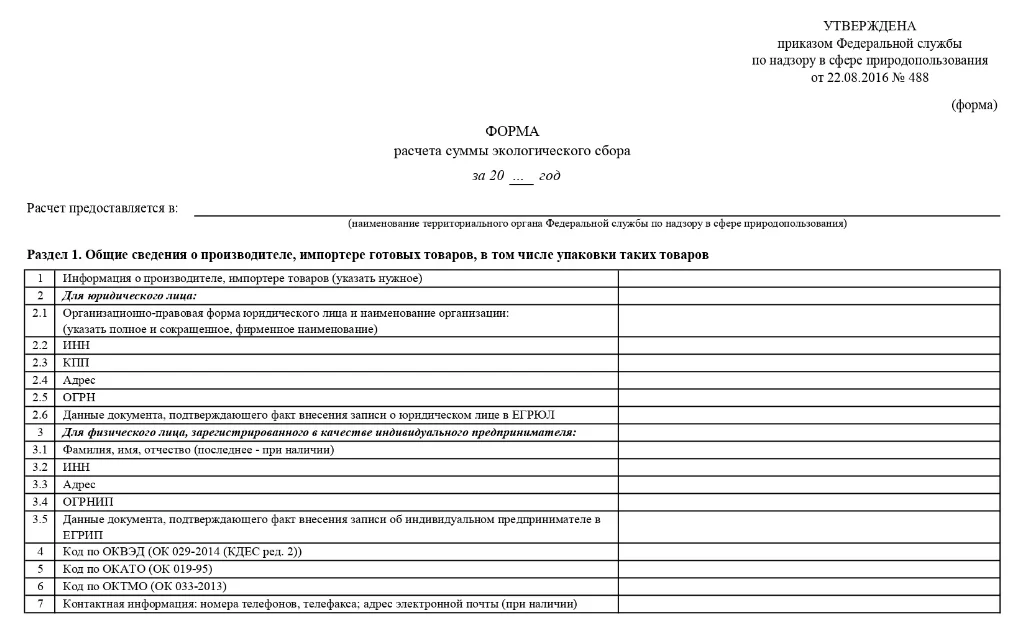 УТВЕРЖДЕНА
приказом Федеральной службы
по надзору в сфере природопользования
от 22.08.2016 № 488
(форма)
ФОРМА
расчета суммы экологического сбора
за 20 ... год
Расчет предоставляется в:
(наименование территориального органа Федеральной службы по надзору в сфере природопользования)
Раздел 1. Общие сведения о производителе, импортере готовых товаров, в том числе упаковки таких товаров
1 Информация о производителе, импортере товаров (указать нужное)
2 Для юридического лица:
2.1 Организационно-правовая форма юридического лица и наименование организации:
(указать полное и сокращенное, фирменное наименование)
2.2 ИНН
2.3 КПП
2.4 Адрес
2.5 ОГРН
2.6 Данные документа, подтверждающего факт внесения записи о юридическом лице в ЕГРЮЛ
3 Для физического лица, зарегистрированного в качестве индивидуального предпринимателя:
3.1 Фамилия, имя, отчество (последнее - при наличии)
3.2 ИНН
3.3 Адрес
3.4 ОГРНИП
3.5 Данные документа, подтверждающего факт внесения записи об индивидуальном предпринимателе в
ЕГРИП
4 Код по ОКВЭД (ОК 029-2014 (КДЕС ред. 2))
5 Код по ОКАТО (ОК 019-95)
6 Код по ОКТМО (ОК 033-2013)
7 Контактная информация: номера телефонов, телефакса; адрес электронной почты (при наличии)